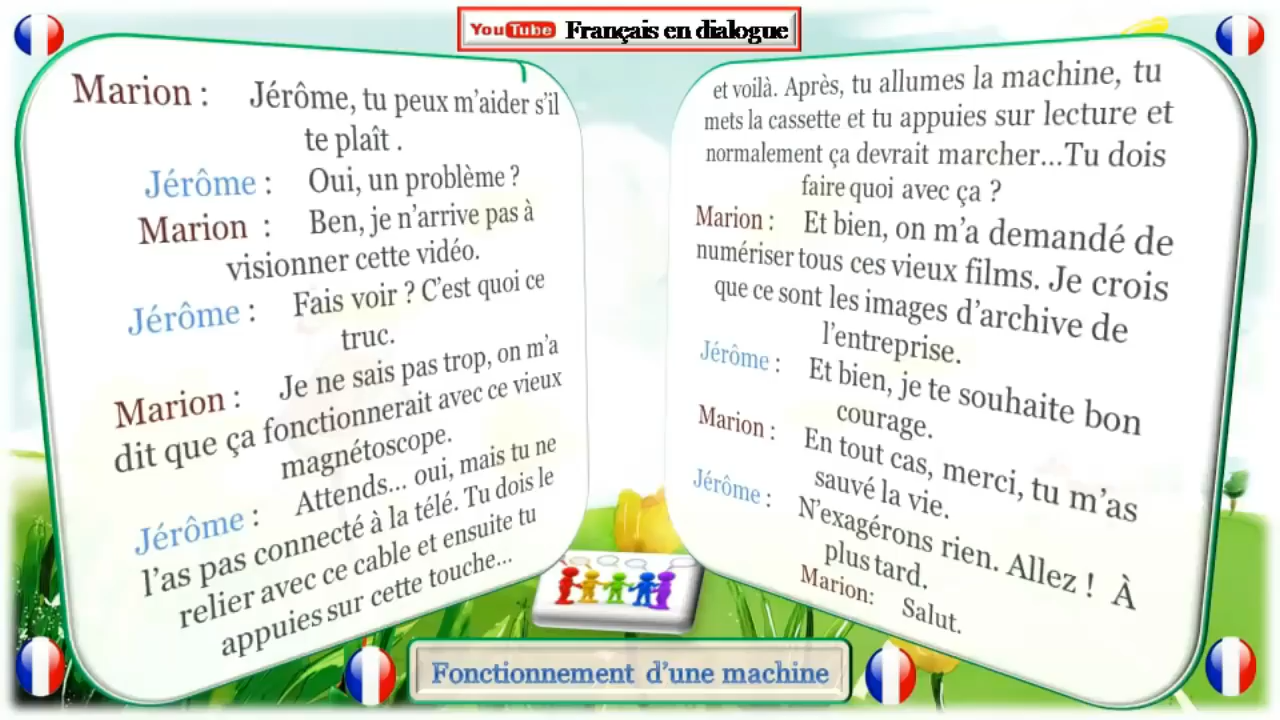 YouTube Français en dialogue
Marion : Jérôme, tu peux m’aider s’il
te plaît .
Jérôme : Oui, un problème ?
Marion : Ben, je n’arrive pas à
visionner cette vidéo.
Jérôme : Fais voir ? C’est quoi ce
truc.
Marion : Je ne sais pas trop, on m’a
dit que ça fonctionnerait avec ce vieux
magnétoscope.
Jérôme : Attends... oui, mais tu ne
l’as pas connecté à la télé. Tu dois le
relier avec ce cable et ensuite tu
appuies sur cette touche...
et voilà. Après, tu allumes la machine, tu
mets la cassette et tu appuies sur lecture et
normalement ça devrait marcher...Tu dois
faire quoi avec ça ?
Marion : Et bien, on m’a demandé de
numériser tous ces vieux films. Je crois
que ce sont les images d’archive de
l’entreprise.
Jérôme : Et bien, je te souhaite bon
courage.
Marion : En tout cas, merci, tu m’as
sauvé la vie.
Jérôme : N’exagérons rien. Allez ! À
plus tard.
Marion: Salut.
Fonctionnement d’une machine